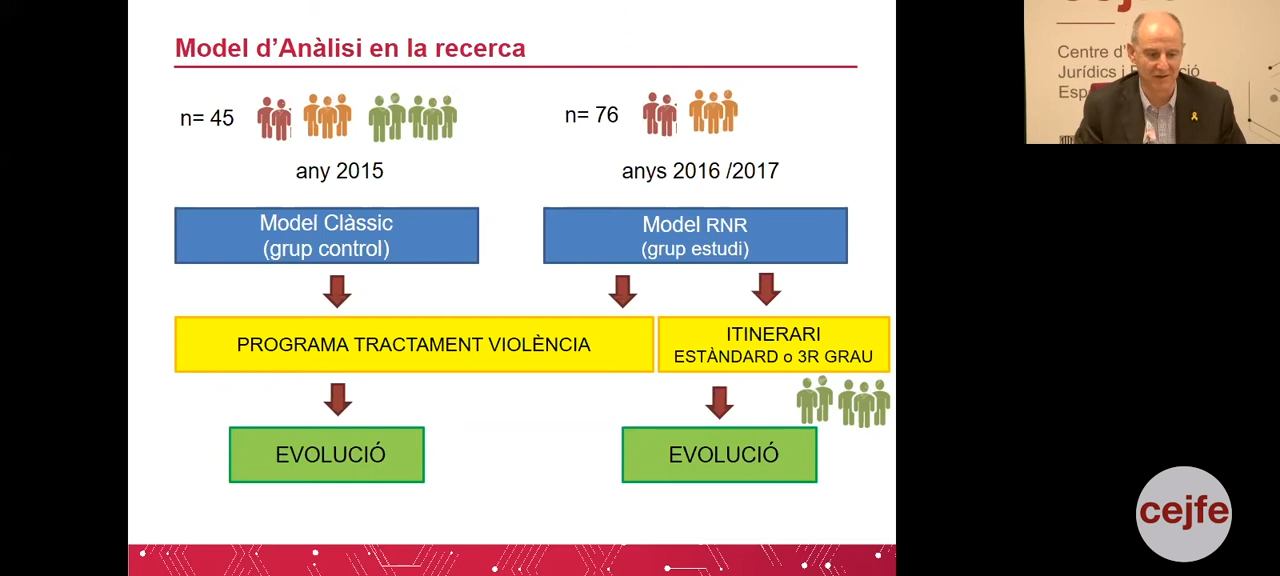 Model d'Anàlisi en la recerca
n= 45
n= 76
any 2015
anys 2016 /2017
Model Clàssic
(grup control)
Model RNR
(grup estudi)
PROGRAMA TRACTAMENT VIOLÈNCIA
ITINERARI
ESTÀNDARD o 3R GRAU
EVOLUCIÓ
EVOLUCIÓ
Centre d'
Jurídics i
cejfe